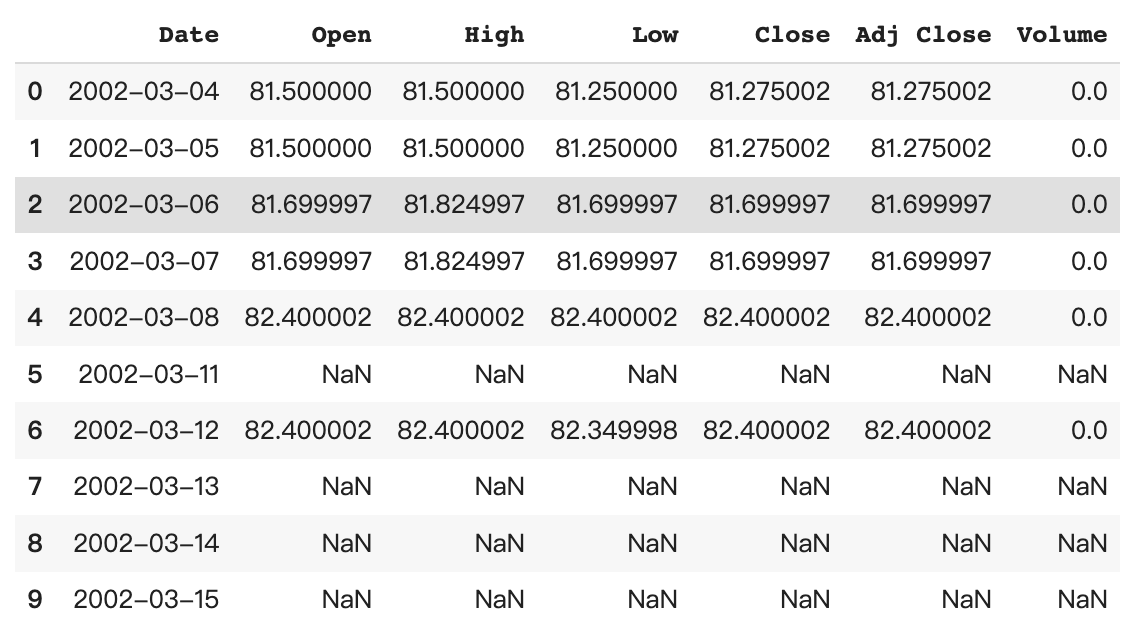 Date Open High Low Close Adj Close Volume
0 2002-03-04 81.500000 81.500000 81.250000 81.275002 81.275002 0.0
1 2002-03-05 81.500000 81.500000 81.250000 81.275002 81.275002 0.0
2 2002-03-06 81.699997 81.824997 81.699997 81.699997 81.699997 0.0
3 2002-03-07 81.699997 81.824997 81.699997 81.699997 81.699997 0.0
4 2002-03-08 82.400002 82.400002 82.400002 82.400002 82.400002 0.0
5 2002-03-11 NaN NaN NaN NaN NaN NaN
6 2002-03-12 82.400002 82.400002 82.349998 82.400002 82.400002 0.0
7 2002-03-13 NaN NaN NaN NaN NaN NaN
8 2002-03-14 NaN NaN NaN NaN NaN NaN
9 2002-03-15 NaN NaN NaN NaN NaN NaN